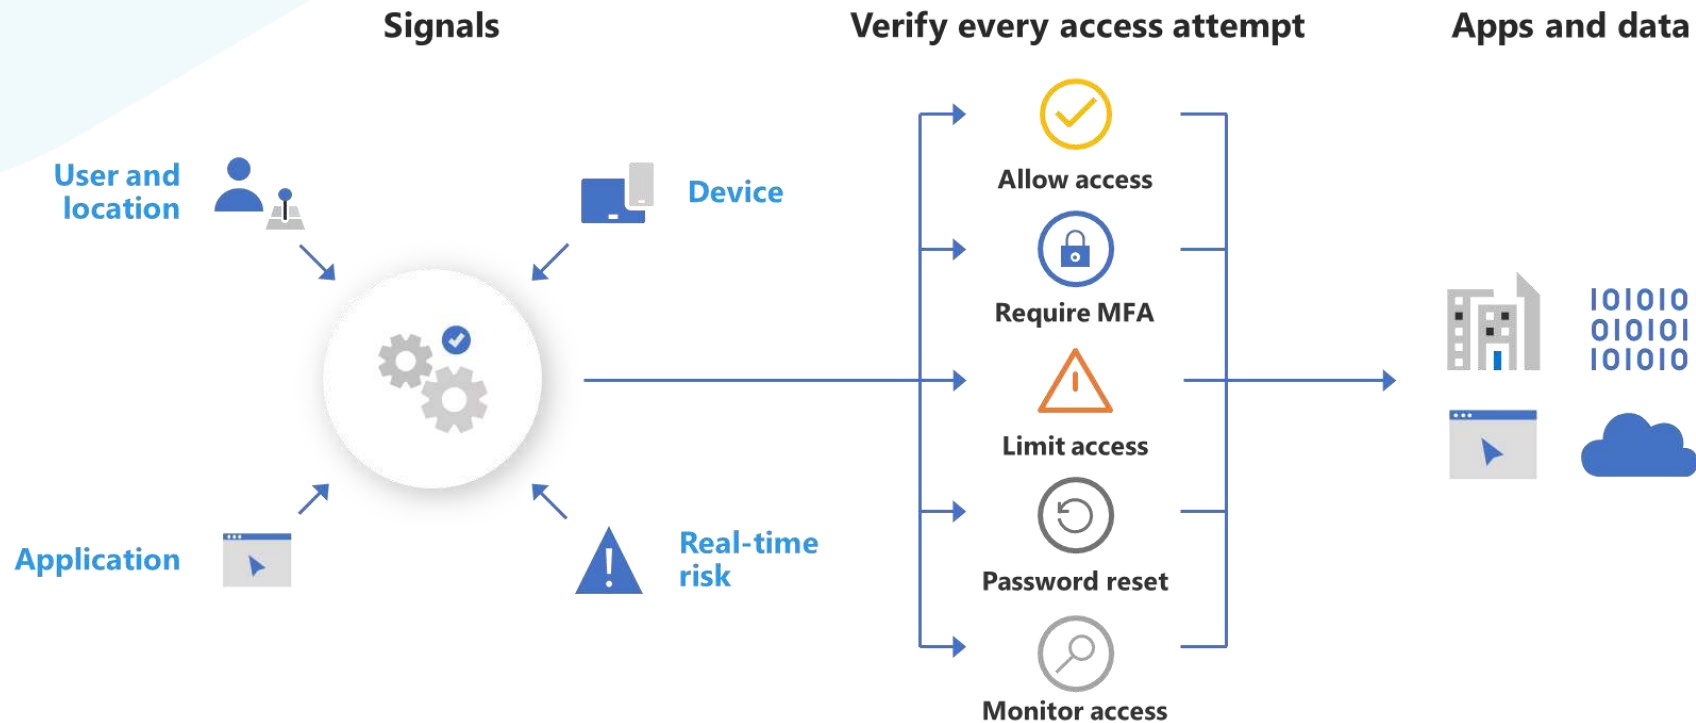 Signals
Verify every access attempt
Apps and data
User and
location
Device
Application
Real-time
risk
Allow access
Require MFA
Limit access
Password reset
Monitor access
101010
010101
101010